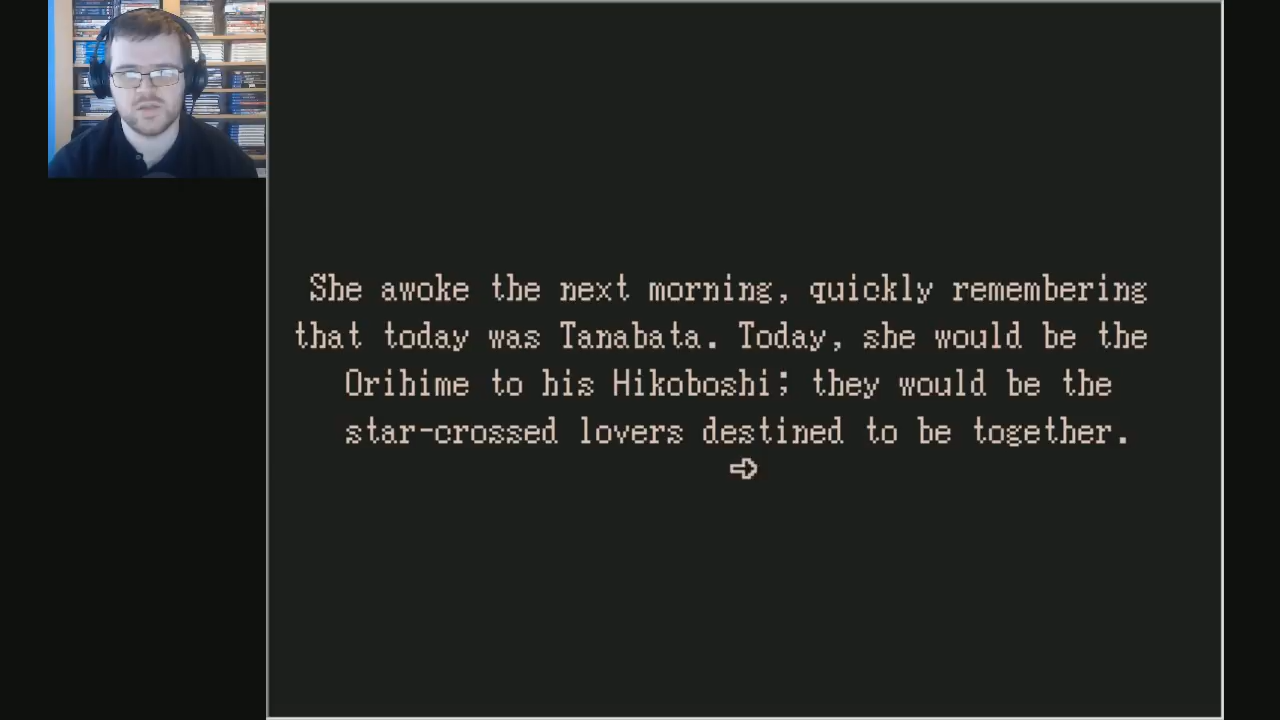 She awoke the next morning, quickly remembering
that today was Tanabata. Today, she would be the
Orihime to his Hikoboshi; they would be the
star-crossed lovers destined to be together.